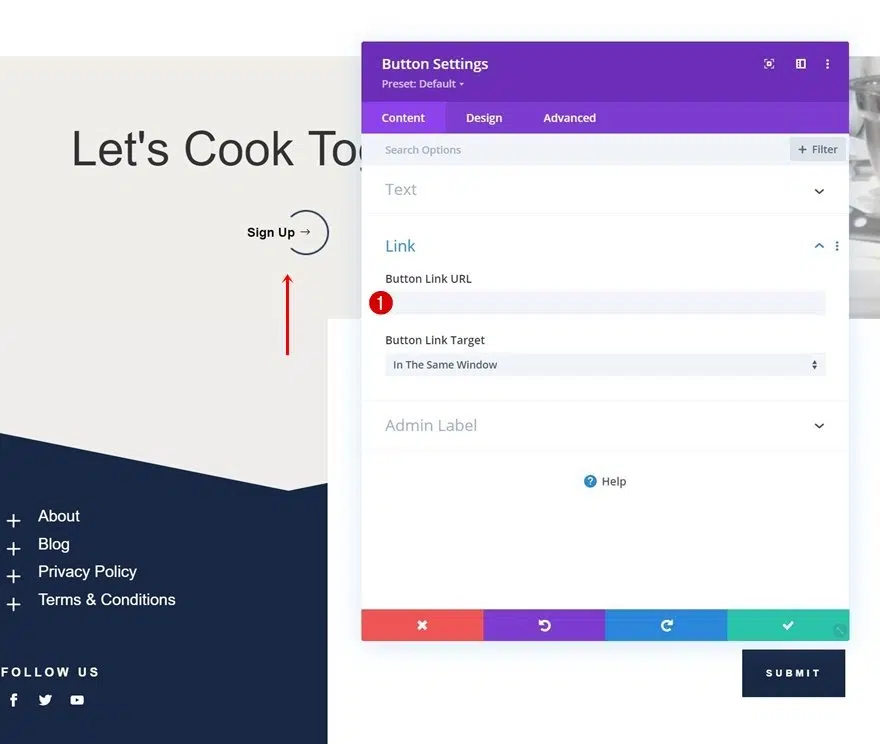 Button Settings
Preset: Default
Content Design Advanced
Search Options + Filter
Let's Cook Tog
Text
Sign Up →
Link
Button Link URL
1
Button Link Target
In The Same Window
Admin Label
? Help
About
Blog
Privacy Policy
Terms & Conditions
FOLLOW US
SUBMIT